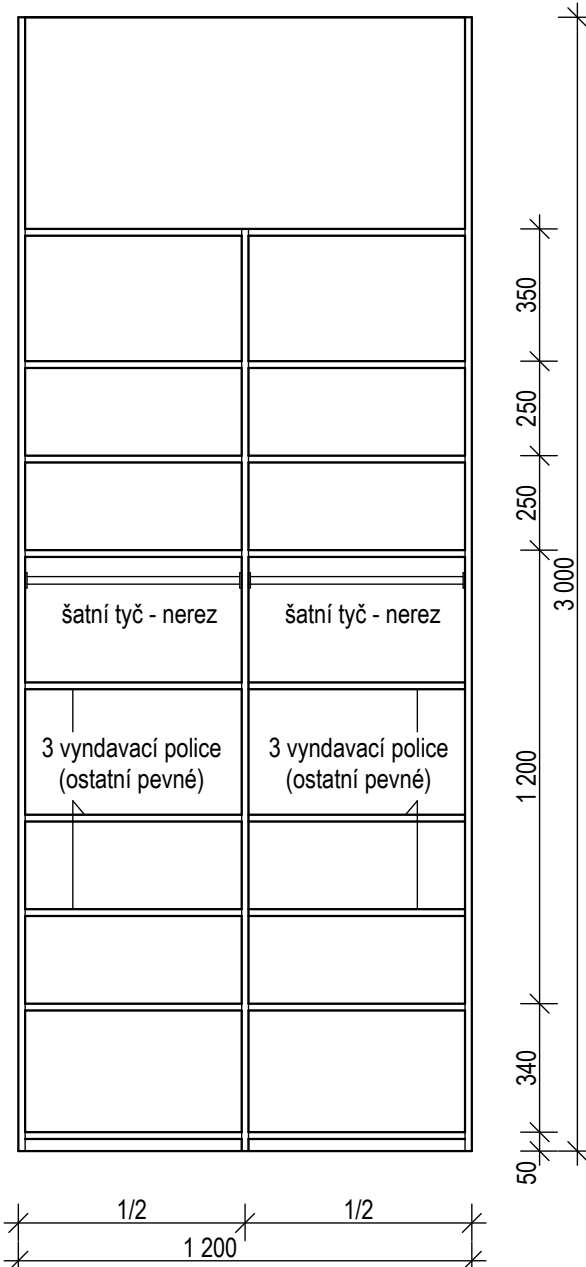 350
250
250
3 000
šatní tyč - nerez
šatní tyč - nerez
3 vyndavací police
(ostatní pevné)
3 vyndavací police
(ostatní pevné)
1 200
340
50
1/2
1/2
1 200